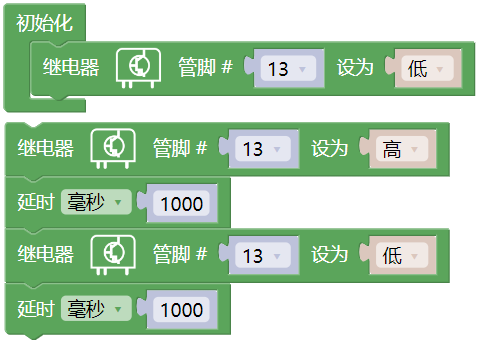 初始化
继电器 管脚 # 13 设为 低
继电器 管脚 # 13 设为 高
延时 毫秒 1000
继电器 管脚 # 13 设为 低
延时 毫秒 1000